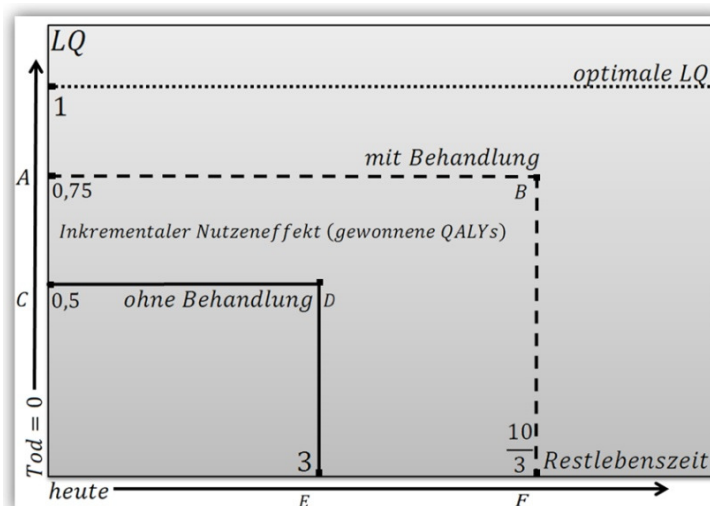 LQ
optimale LQ
1
mit Behandlung
A
0,75
B
Inkrementaler Nutzeneffekt (gewonnene QALYs)
C
0,5
ohne Behandlung
D
Tod = 0
3
10
3
Restlebenszeit
heute
E
F